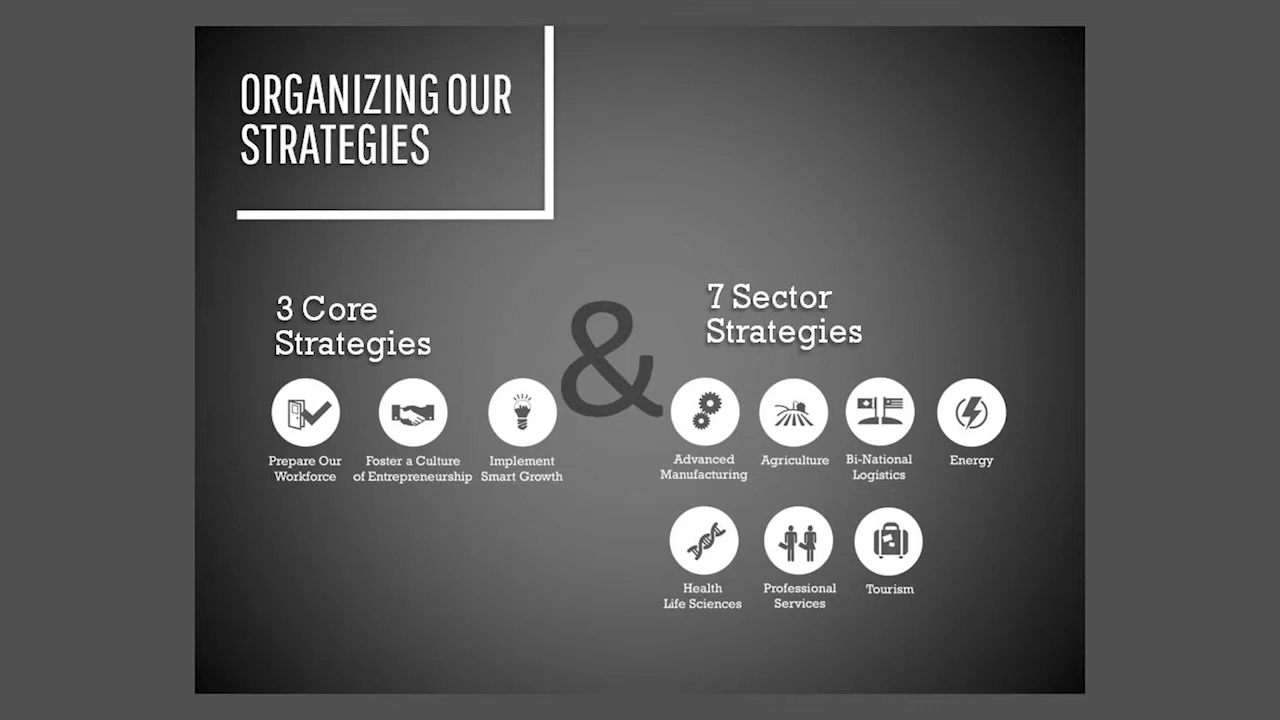 ORGANIZING OUR
STRATEGIES
3 Core
Strategies
&
7 Sector
Strategies
Prepare Our
Workforce
Foster a Culture
of Entrepreneurship
Implement
Smart Growth
Advanced
Manufacturing
Agriculture
Bi-National
Logistics
Energy
Health
Life Sciences
Professional
Services
Tourism